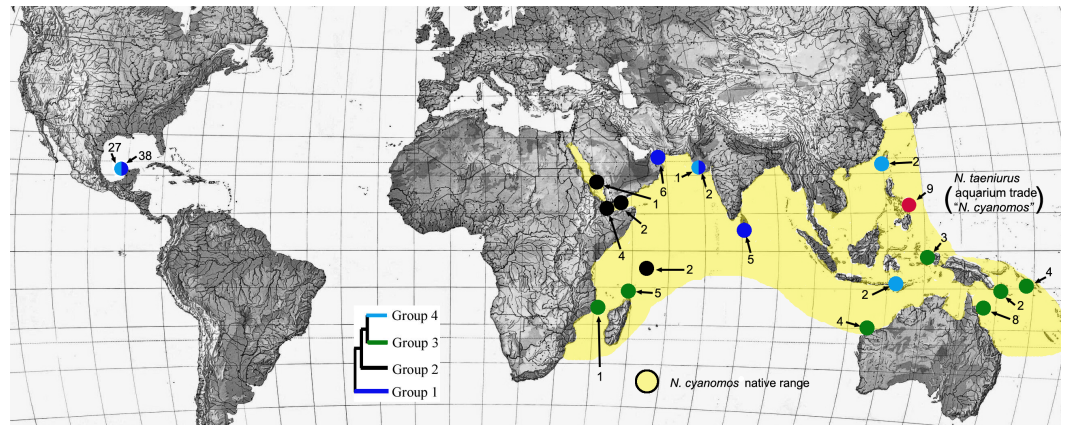 27
38
1
2
6
2
N. taeniurus
( aquarium trade )
“N. cyanomos”
9
1
2
4
5
3
2
5
2
4
2
8
4
1
Group 4
Group 3
Group 2
Group 1
N. cyanomos native range